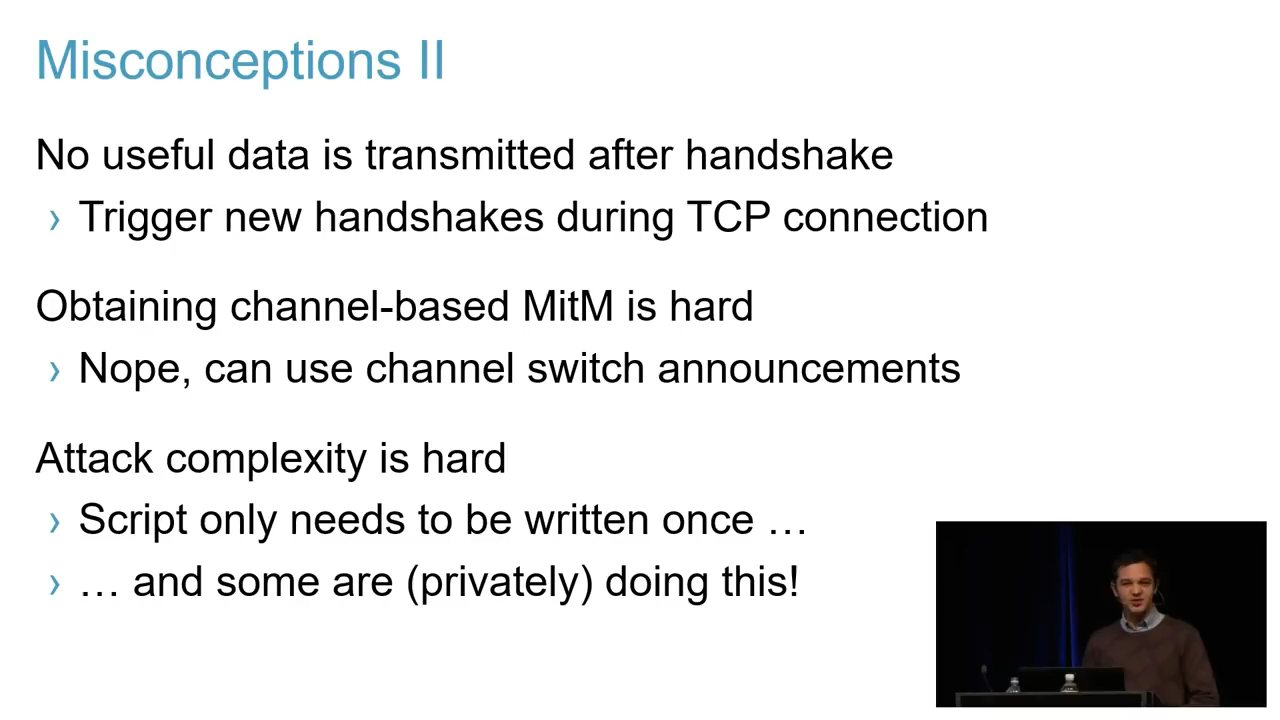 Misconceptions II
No useful data is transmitted after handshake
› Trigger new handshakes during TCP connection
Obtaining channel-based MitM is hard
› Nope, can use channel switch announcements
Attack complexity is hard
› Script only needs to be written once …
› … and some are (privately) doing this!